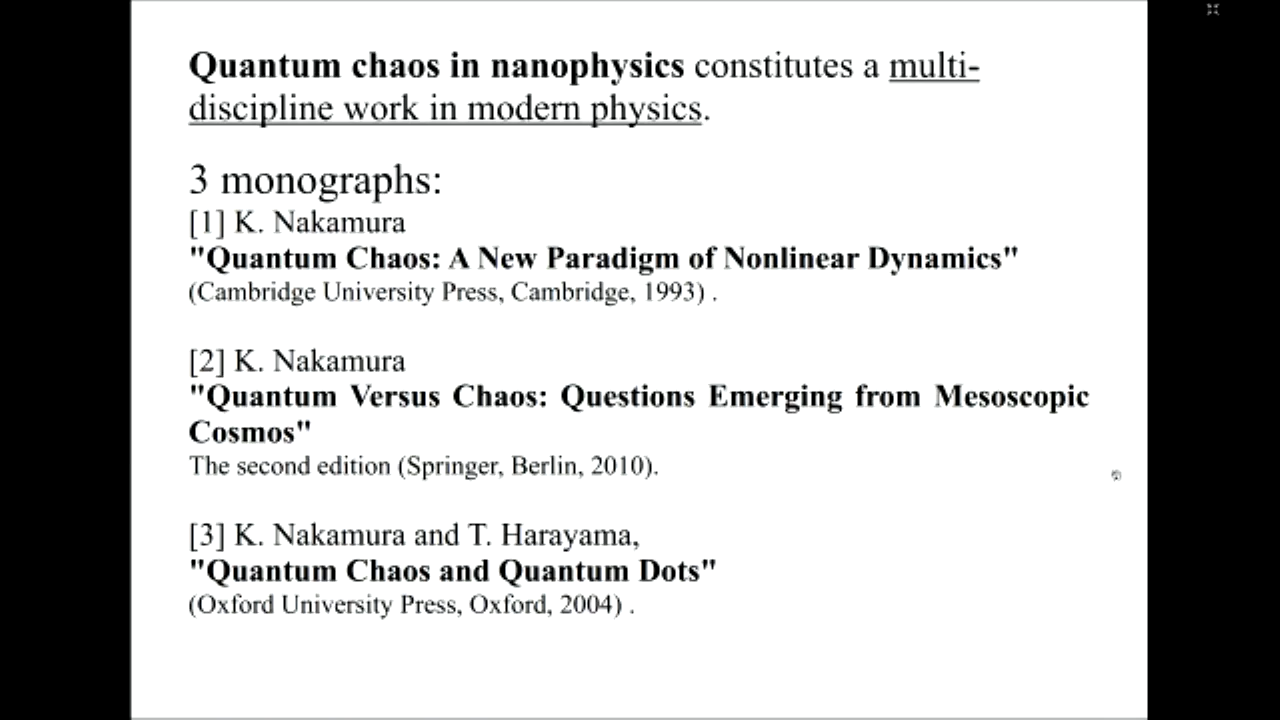 Quantum chaos in nanophysics constitutes a multi-
discipline work in modern physics.
3 monographs:
[1] K. Nakamura
"Quantum Chaos: A New Paradigm of Nonlinear Dynamics"
(Cambridge University Press, Cambridge, 1993) .
[2] K. Nakamura
"Quantum Versus Chaos: Questions Emerging from Mesoscopic
Cosmos"
The second edition (Springer, Berlin, 2010).
[3] K. Nakamura and T. Harayama,
"Quantum Chaos and Quantum Dots"
(Oxford University Press, Oxford, 2004) .